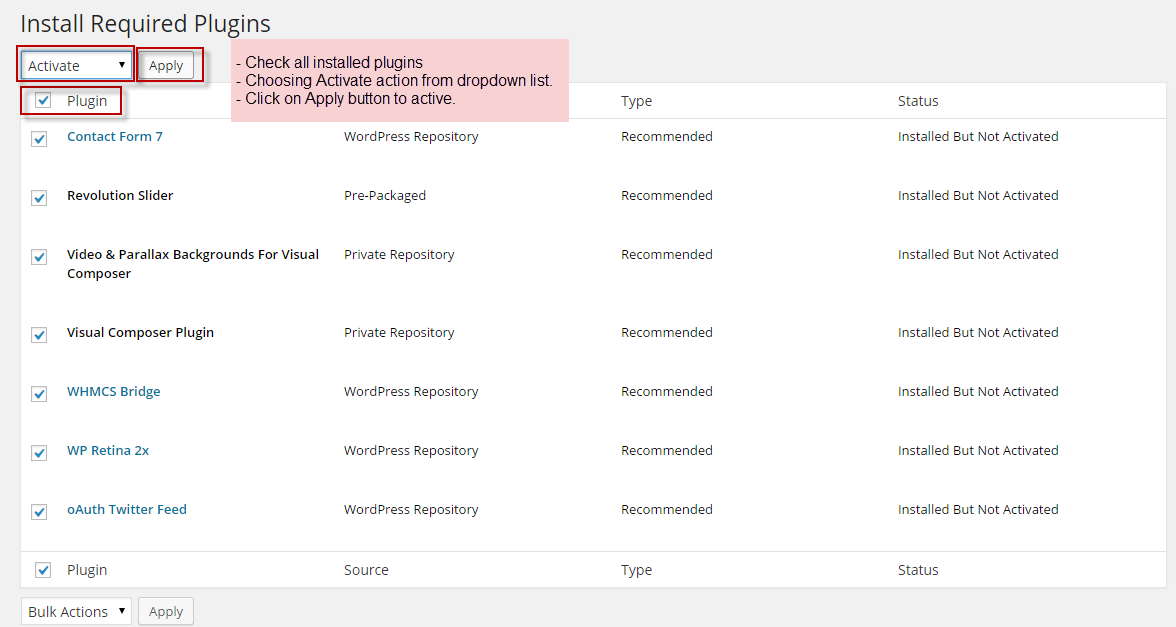 Install Required Plugins
Activate Apply
- Check all installed plugins
- Choosing Activate action from dropdown list.
- Click on Apply button to active.
Plugin Type Status
Contact Form 7 WordPress Repository Recommended Installed But Not Activated
Revolution Slider Pre-Packaged Recommended Installed But Not Activated
Video & Parallax Backgrounds For Visual Private Repository Recommended Installed But Not Activated
Composer
Visual Composer Plugin Private Repository Recommended Installed But Not Activated
WHMCS Bridge WordPress Repository Recommended Installed But Not Activated
WP Retina 2x WordPress Repository Recommended Installed But Not Activated
oAuth Twitter Feed WordPress Repository Recommended Installed But Not Activated
Plugin Source Type Status
Bulk Actions Apply